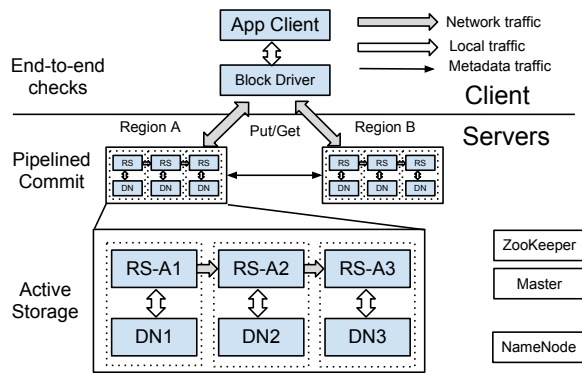 App Client
Network traffic
Local traffic
Metadata traffic
End-to-end
checks
Block Driver
Client
Region A
Put/Get
Region B
Servers
Pipelined
Commit
RS RS RS
DN DN DN
RS RS RS
DN DN DN
Active
Storage
RS-A1 RS-A2 RS-A3
DN1 DN2 DN3
ZooKeeper
Master
NameNode